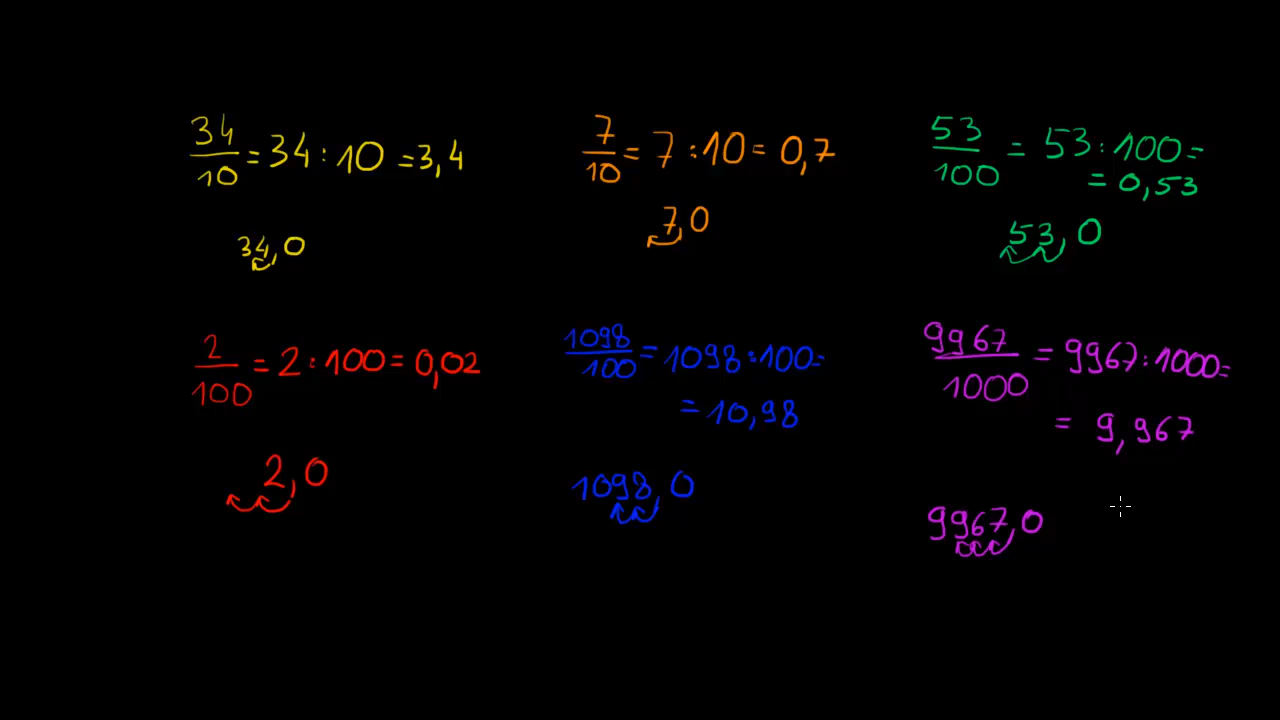 34/10 = 34 : 10 = 3,4
34,0
7/10 = 7 : 10 = 0,7
7,0
53/100 = 53 : 100 =
= 0,53
53,0
2/100 = 2 : 100 = 0,02
2,0
1098/100 = 1098 : 100 =
= 10,98
1098,0
9967/1000 = 9967 : 1000 =
= 9,967
9967,0